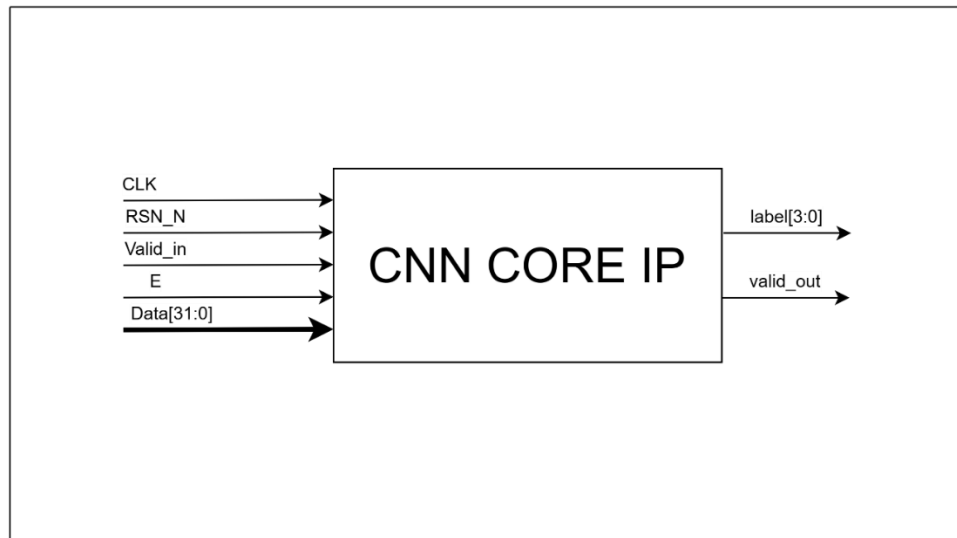 CLK
RSN_N
Valid_in
E
Data[31:0]
CNN CORE IP
label[3:0]
valid_out